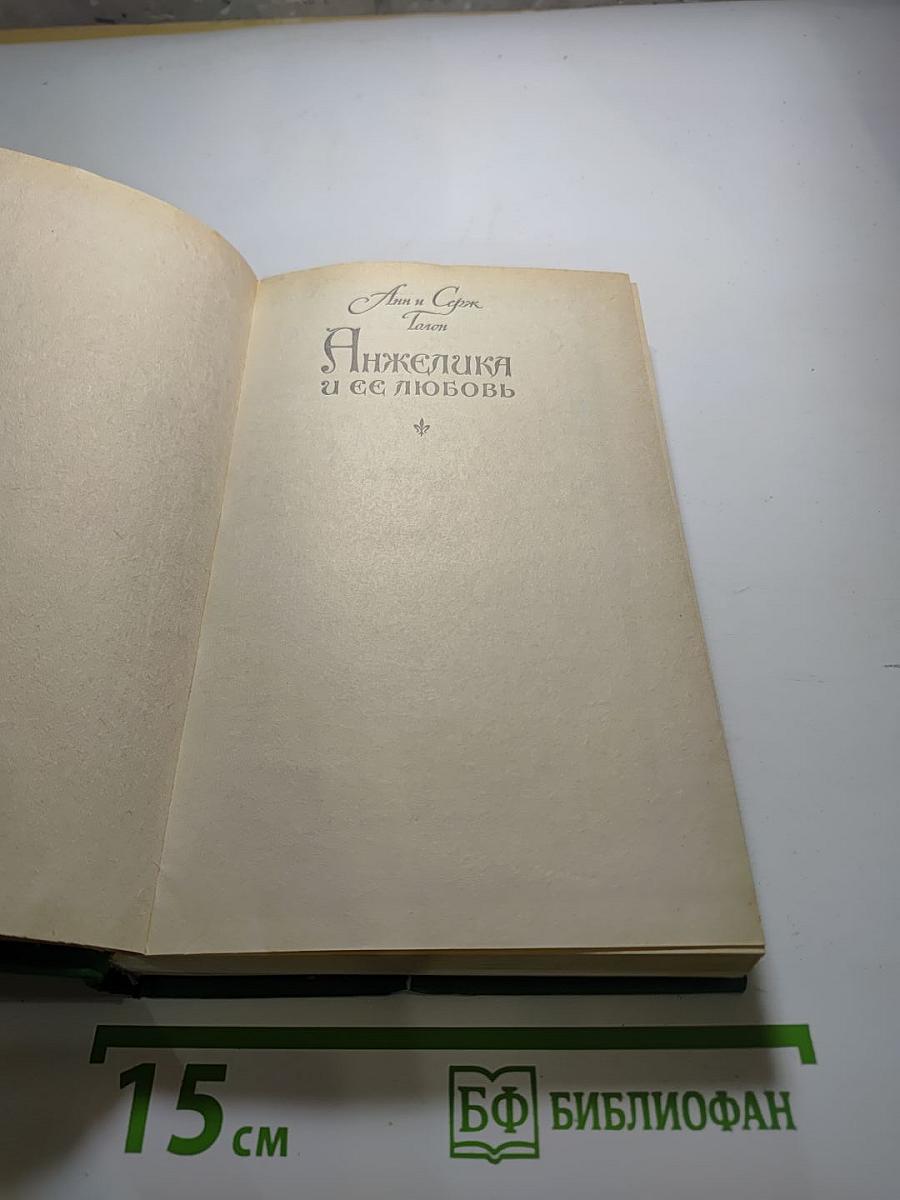 Анн и Серж
Голон
Анжелика
и ее любовь
15 см
БФ БИБЛИОФАН